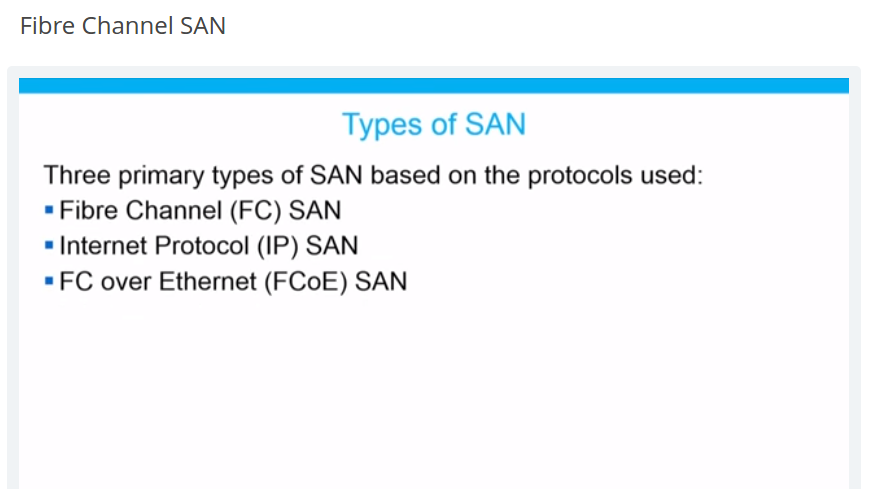 Fibre Channel SAN
Types of SAN
Three primary types of SAN based on the protocols used:
▪ Fibre Channel (FC) SAN
▪ Internet Protocol (IP) SAN
▪ FC over Ethernet (FCoE) SAN